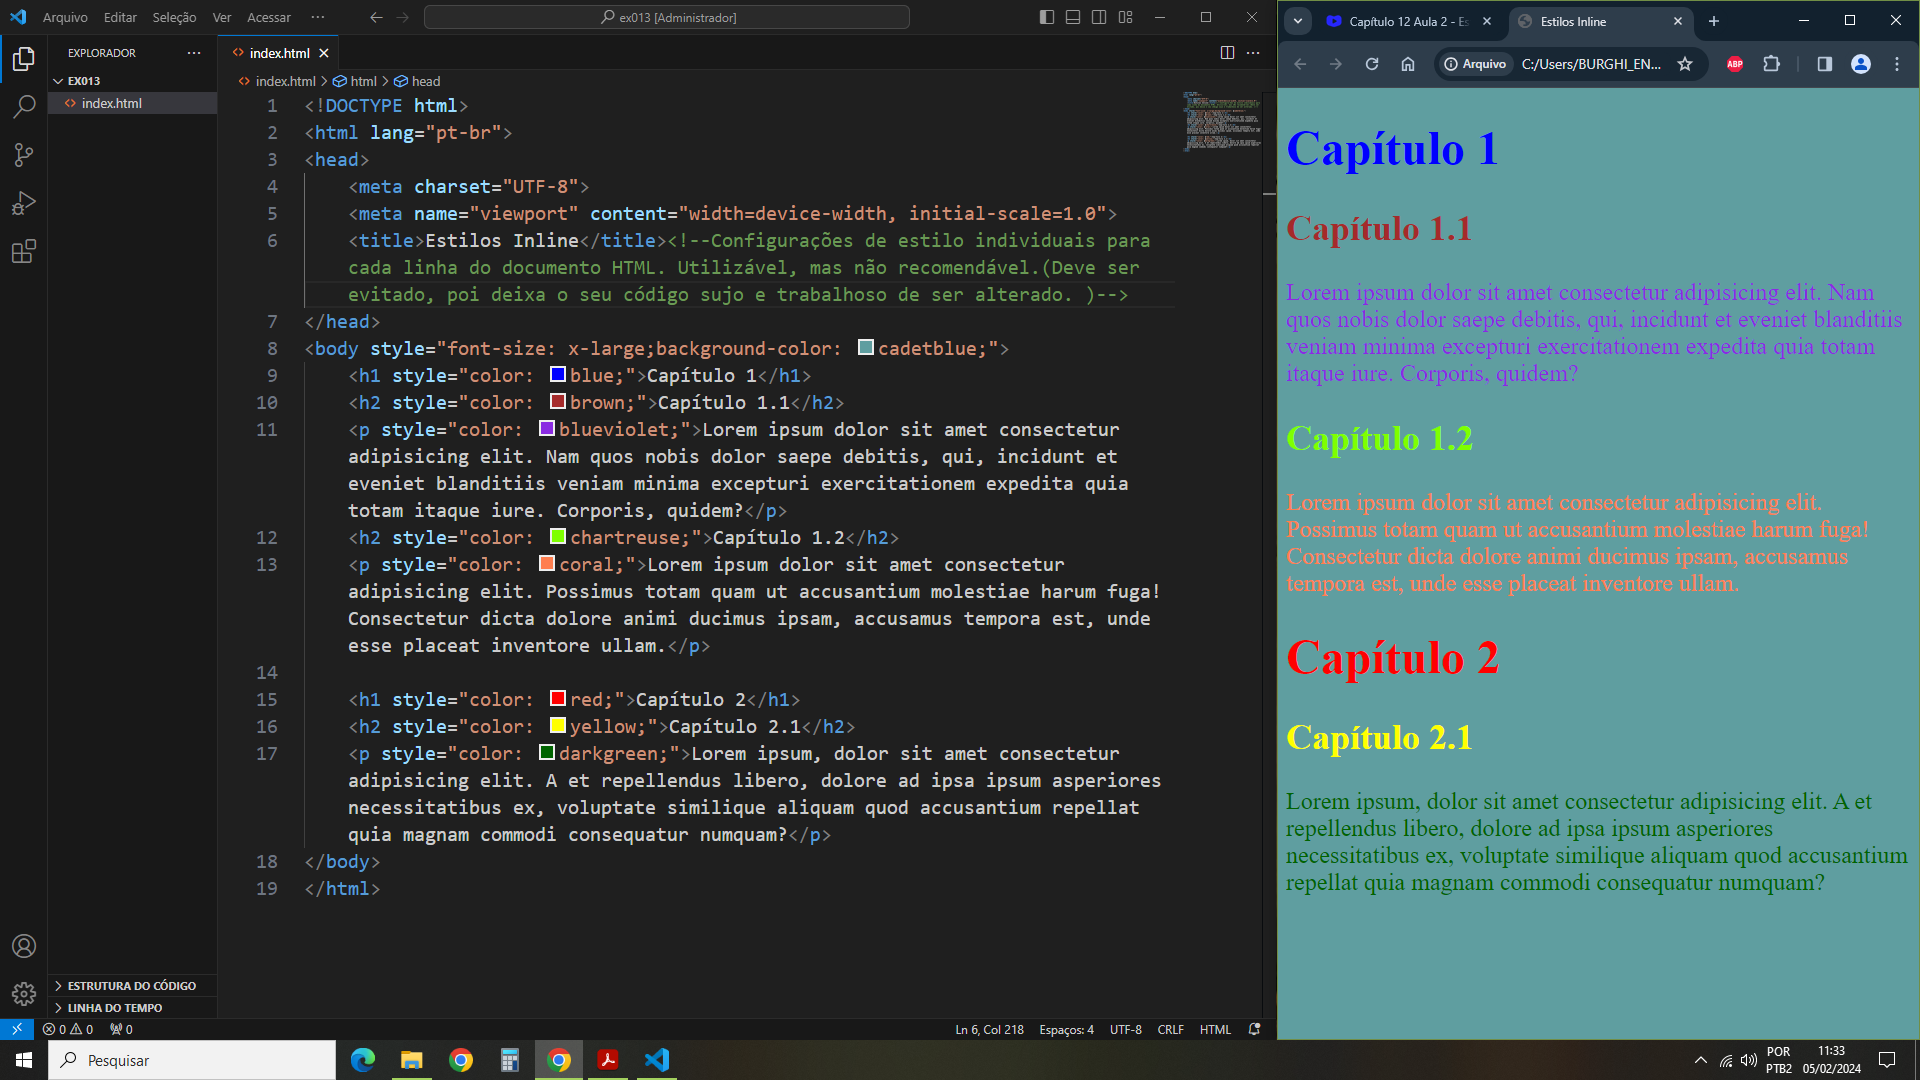 Arquivo Editar Seleção Ver Acessar ···
ex013 [Administrador]
EXPLORADOR
EX013
index.html
index.html
index.html > html > head
1 <!DOCTYPE html>
2 <html lang="pt-br">
3 <head>
4 <meta charset="UTF-8">
5 <meta name="viewport" content="width=device-width, initial-scale=1.0">
6 <title>Estilos Inline</title><!--Configurações de estilo individuais para
cada linha do documento HTML. Utilizável, mas não recomendável.(Deve ser
evitado, poi deixa o seu código sujo e trabalhoso de ser alterado. )-->
7 </head>
8 <body style="font-size: x-large;background-color: cadetblue;">
9 <h1 style="color: blue;">Capítulo 1</h1>
10 <h2 style="color: brown;">Capítulo 1.1</h2>
11 <p style="color: blueviolet;">Lorem ipsum dolor sit amet consectetur
adipisicing elit. Nam quos nobis dolor saepe debitis, qui, incidunt et
eveniet blanditiis veniam minima excepturi exercitationem expedita quia
totam itaque iure. Corporis, quidem?</p>
12 <h2 style="color: chartreuse;">Capítulo 1.2</h2>
13 <p style="color: coral;">Lorem ipsum dolor sit amet consectetur
adipisicing elit. Possimus totam quam ut accusantium molestiae harum fuga!
Consectetur dicta dolore animi ducimus ipsam, accusamus tempora est, unde
esse placeat inventore ullam.</p>
14
15 <h1 style="color: red;">Capítulo 2</h1>
16 <h2 style="color: yellow;">Capítulo 2.1</h2>
17 <p style="color: darkgreen;">Lorem ipsum, dolor sit amet consectetur
adipisicing elit. A et repellendus libero, dolore ad ipsa ipsum asperiores
necessitatibus ex, voluptate similique aliquam quod accusantium repellat
quia magnam commodi consequatur numquam?</p>
18 </body>
19 </html>
ESTRUTURA DO CÓDIGO
LINHA DO TEMPO
0 0 0
Ln 6, Col 218 Espaços: 4 UTF-8 CRLF HTML
Capítulo 12 Aula 2 - Es
Estilos Inline
Arquivo C:/Users/BURGHI_EN...
ABP
Capítulo 1
Capítulo 1.1
Lorem ipsum dolor sit amet consectetur adipisicing elit. Nam
quos nobis dolor saepe debitis, qui, incidunt et eveniet blanditiis
veniam minima excepturi exercitationem expedita quia totam
itaque iure. Corporis, quidem?
Capítulo 1.2
Lorem ipsum dolor sit amet consectetur adipisicing elit.
Possimus totam quam ut accusantium molestiae harum fuga!
Consectetur dicta dolore animi ducimus ipsam, accusamus
tempora est, unde esse placeat inventore ullam.
Capítulo 2
Capítulo 2.1
Lorem ipsum, dolor sit amet consectetur adipisicing elit. A et
repellendus libero, dolore ad ipsa ipsum asperiores
necessitatibus ex, voluptate similique aliquam quod accusantium
repellat quia magnam commodi consequatur numquam?
Pesquisar
POR
PTB2
11:33
05/02/2024